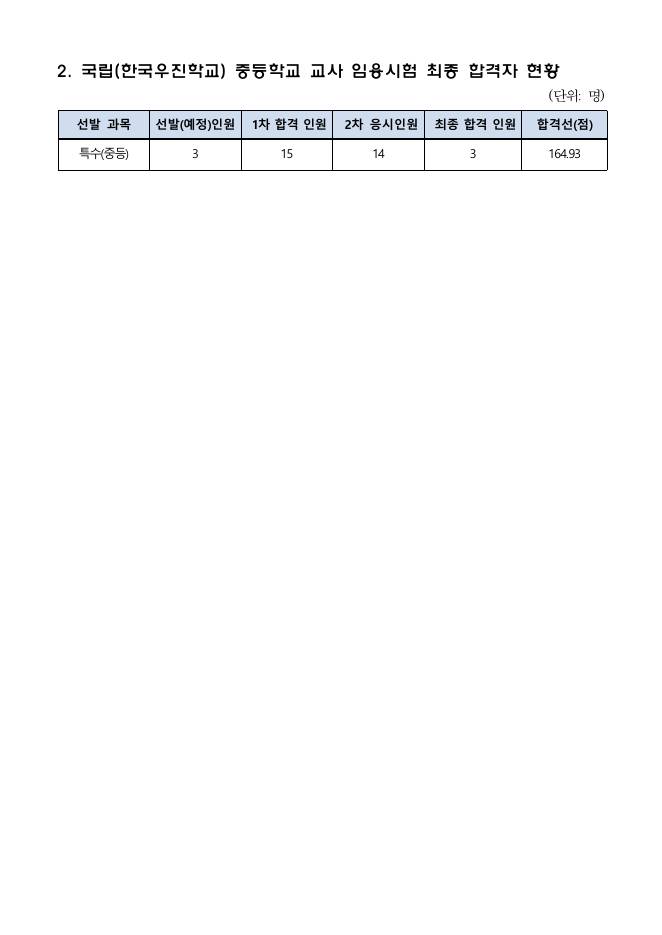 2. 국립(한국우진학교) 중등학교 교사 임용시험 최종 합격자 현황
(단위: 명)
선발 과목 선발(예정)인원 1차 합격 인원 2차 응시인원 최종 합격 인원 합격선(점)
특수(중등) 3 15 14 3 164.93